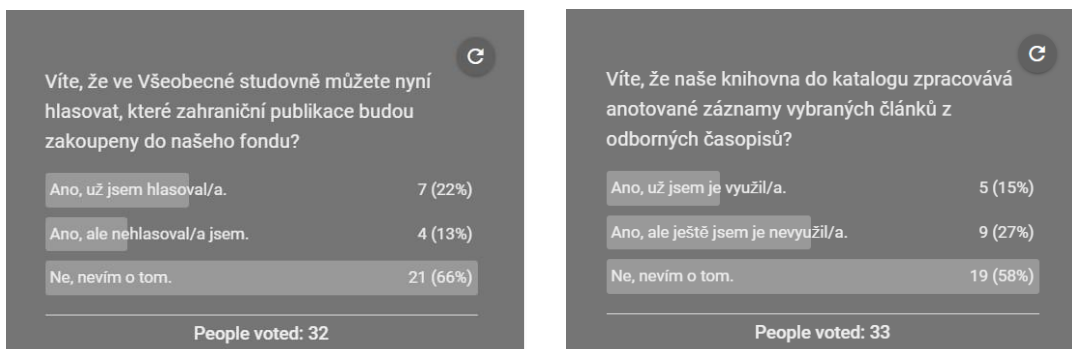 Víte, že ve Všeobecné studovně můžete nyní
hlasovat, které zahraniční publikace budou
zakoupeny do našeho fondu?
Ano, už jsem hlasoval/a. 7 (22%)
Ano, ale nehlasoval/a jsem. 4 (13%)
Ne, nevím o tom. 21 (66%)
People voted: 32
Víte, že naše knihovna do katalogu zpracovává
anotované záznamy vybraných článků z
odborných časopisů?
Ano, už jsem je využil/a. 5 (15%)
Ano, ale ještě jsem je nevyužil/a. 9 (27%)
Ne, nevím o tom. 19 (58%)
People voted: 33